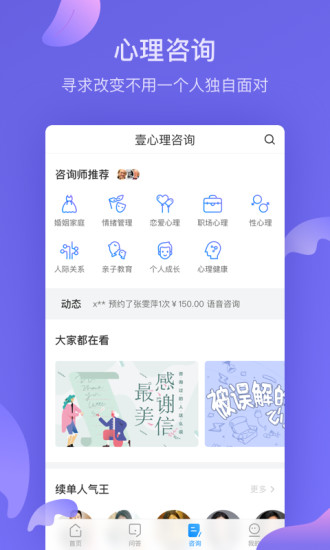 心理咨询
寻求改变不用一个人独自面对
壹心理咨询
咨询师推荐
婚姻家庭 情绪管理 恋爱心理 职场心理 性心理
人际关系 亲子教育 个人成长 心理健康
动态 x** 预约了张雯萍1次￥150.00 语音咨询
大家都在看
感谢信
最美
被误解的
续单人气王
更多
首页 问答 咨询 我的